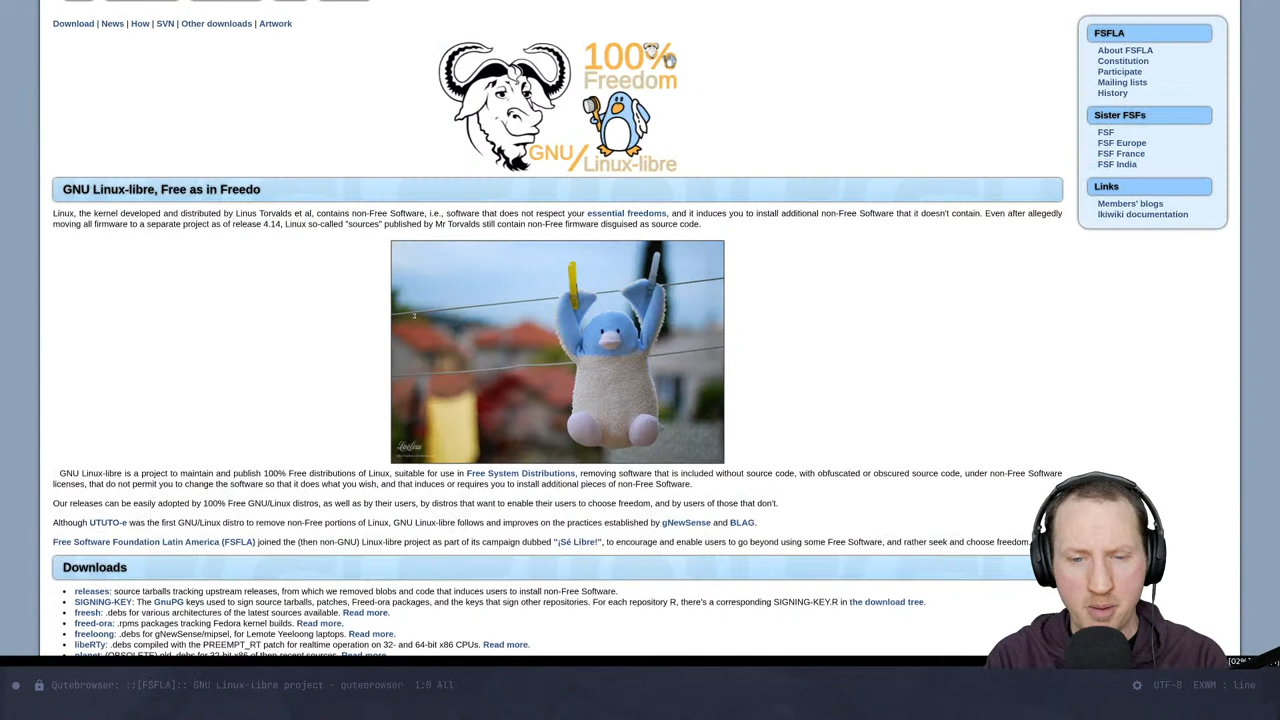 Download | News | How | SVN | Other downloads | Artwork
100%
Freedom
GNU/Linux-libre
GNU Linux-libre, Free as in Freedo
Linux, the kernel developed and distributed by Linus Torvalds et al, contains non-Free Software, i.e., software that does not respect your essential freedoms, and it induces you to install additional non-Free Software that it doesn't contain. Even after allegedly
moving all firmware to a separate project as of release 4.14, Linux so-called "sources" published by Mr Torvalds still contain non-Free firmware disguised as source code.
GNU Linux-libre is a project to maintain and publish 100% Free distributions of Linux, suitable for use in Free System Distributions, removing software that is included without source code, with obfuscated or obscured source code, under non-Free Software
licenses, that do not permit you to change the software so that it does what you wish, and that induces or requires you to install additional pieces of non-Free Software.
Our releases can be easily adopted by 100% Free GNU/Linux distros, as well as by their users, by distros that want to enable their users to choose freedom, and by users of those that don't.
Although UTUTO-e was the first GNU/Linux distro to remove non-Free portions of Linux, GNU Linux-libre follows and improves on the practices established by gNewSense and BLAG.
Free Software Foundation Latin America (FSFLA) joined the (then non-GNU) Linux-libre project as part of its campaign dubbed "¡Sé Libre!", to encourage and enable users to go beyond using some Free Software, and rather seek and choose freedom.
Downloads
releases: source tarballs tracking upstream releases, from which we removed blobs and code that induces users to install non-Free Software.
SIGNING-KEY: The GnuPG keys used to sign source tarballs, patches, Freed-ora packages, and the keys that sign other repositories. For each repository R, there's a corresponding SIGNING-KEY.R in the download tree.
freesh: .debs for various architectures of the latest sources available. Read more.
freed-ora: .rpms packages tracking Fedora kernel builds. Read more.
freeloong: .debs for gNewSense/mipsel, for Lemote Yeeloong laptops. Read more.
libeRTy: .debs compiled with the PREEMPT_RT patch for realtime operation on 32- and 64-bit x86 CPUs. Read more.
planet: (OBSOLETE) old .debs for 32-bit x86 of then recent sources. Read more.
FSFLA
About FSFLA
Constitution
Participate
Mailing lists
History
Sister FSFs
FSF
FSF Europe
FSF France
FSF India
Links
Members' blogs
Ikiwiki documentation
Qutebrowser: ::[FSFLA]:: GNU Linux-libre project - qutebrowser 1:0 All
UTF-8 EXWM : line